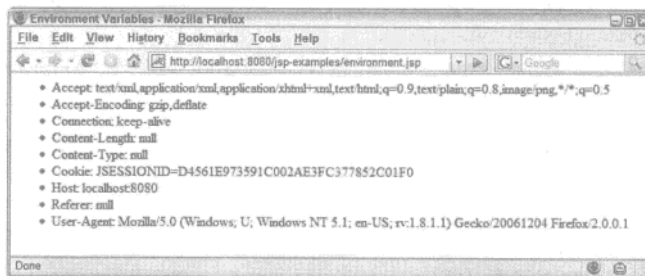 Environment Variables - Mozilla Firefox
File Edit View History Bookmarks Tools Help
http://localhost:8080/jsp-examples/environment.jsp
Google
Accept: text/xml,application/xml,application/xhtml+xml,text/html;q=0.9,text/plain;q=0.8,image/png,*/*;q=0.5
Accept-Encoding: gzip,deflate
Connection: keep-alive
Content-Length: null
Content-Type: null
Cookie: JSESSIONID=D4561E973591C002AE3FC377852C01F0
Host: localhost:8080
Referer: null
User-Agent: Mozilla/5.0 (Windows; U; Windows NT 5.1; en-US; rv:1.8.1.1) Gecko/20061204 Firefox/2.0.0.1
Done